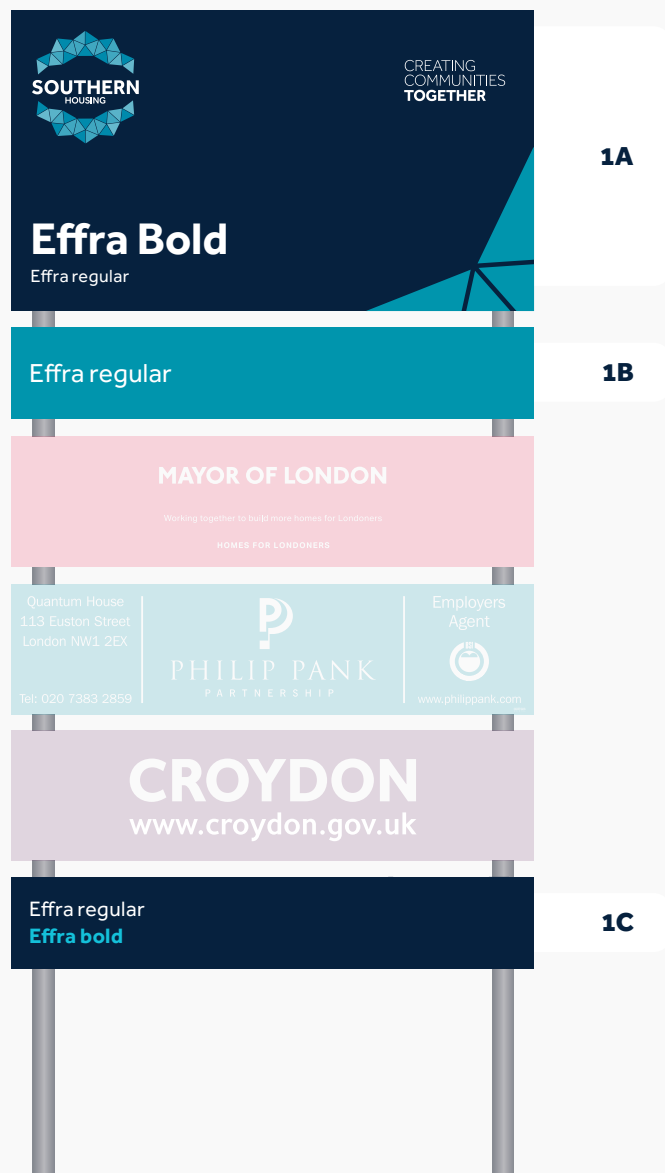 SOUTHERN
HOUSING
CREATING
COMMUNITIES
TOGETHER
1A
Effra Bold
Effra regular
Effra regular
1B
MAYOR OF LONDON
Working together to build more homes for Londoners
HOMES FOR LONDONERS
Quantum House
113 Euston Street
London NW1 2EX
Tel: 020 7383 2859
PHILIP PANK
PARTNERSHIP
Employers
Agent
www.philippank.com
CROYDON
www.croydon.gov.uk
Effra regular
Effra bold
1C